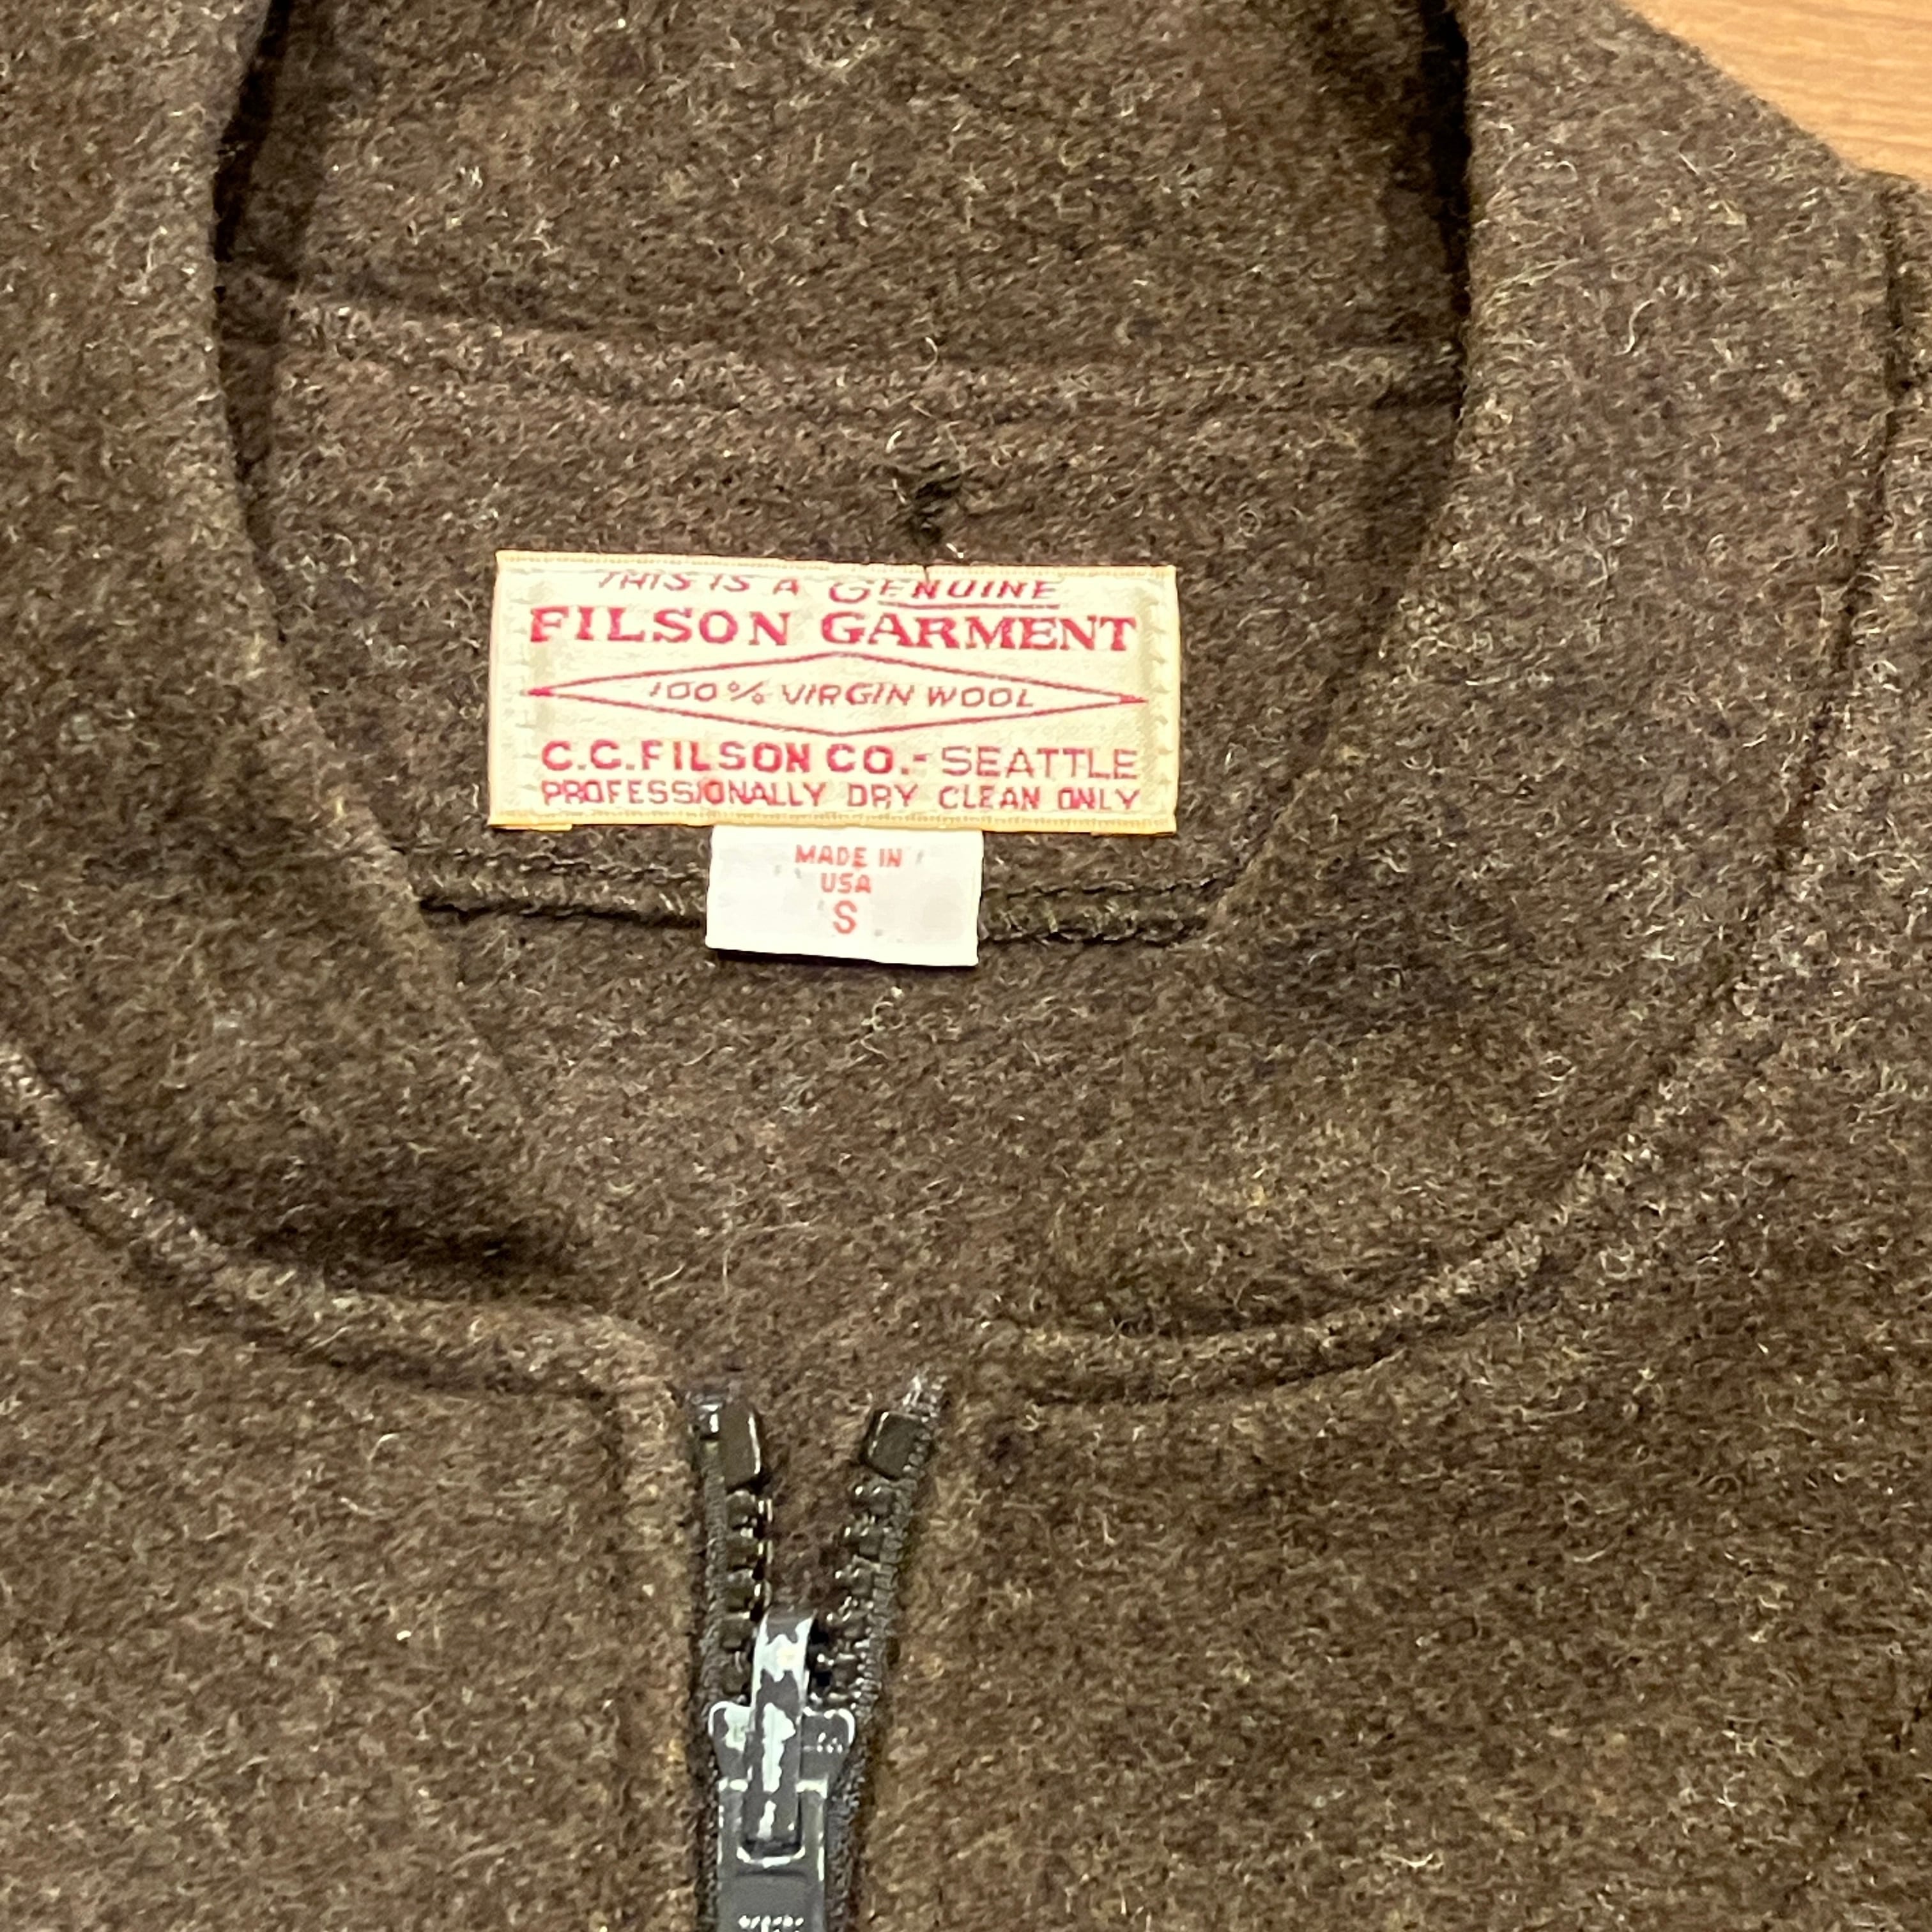 THIS IS A GENUINE
FILSON GARMENT
100% VIRGIN WOOL
C.C.FILSON CO.- SEATTLE
PROFESSIONALLY DRY CLEAN ONLY
MADE IN
USA
S